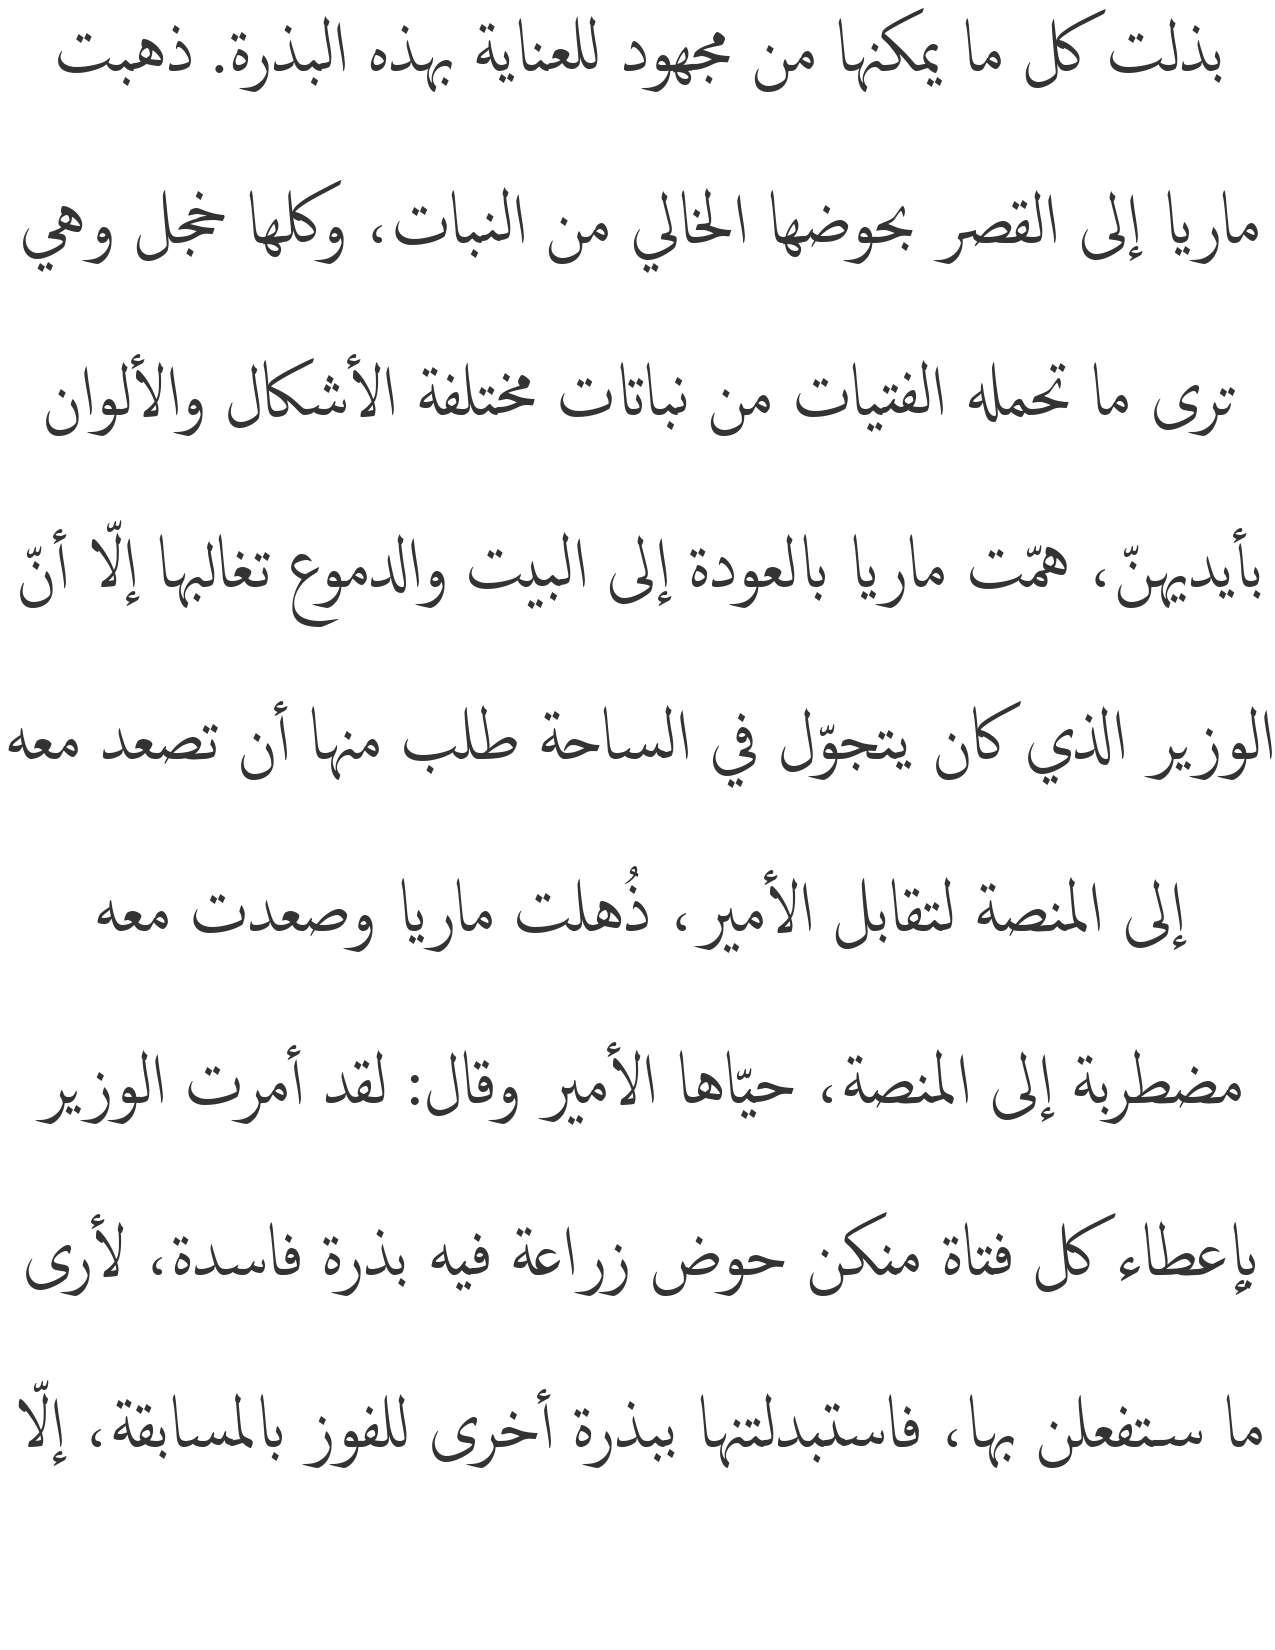 بذلت كل ما يمكنها من مجهود للعناية بهذه البذرة. ذهبت
ماريا إلى القصر بحوضها الخالي من النبات، وكلها خجل وهي
ترى ما تحمله الفتيات من نباتات مختلفة الأشكال والألوان
بأيديهنّ، همّت ماريا بالعودة إلى البيت والدموع تغالبها إلّا أنّ
الوزير الذي كان يتجوّل في الساحة طلب منها أن تصعد معه
إلى المنصة لتقابل الأمير، ذُهلت ماريا وصعدت معه
مضطربة إلى المنصة، حيّاها الأمير وقال: لقد أمرت الوزير
بإعطاء كل فتاة منكن حوض زراعة فيه بذرة فاسدة، لأرى
ما ستفعلن بها، فاستبدلتنها ببذرة أخرى للفوز بالمسابقة، إلّا